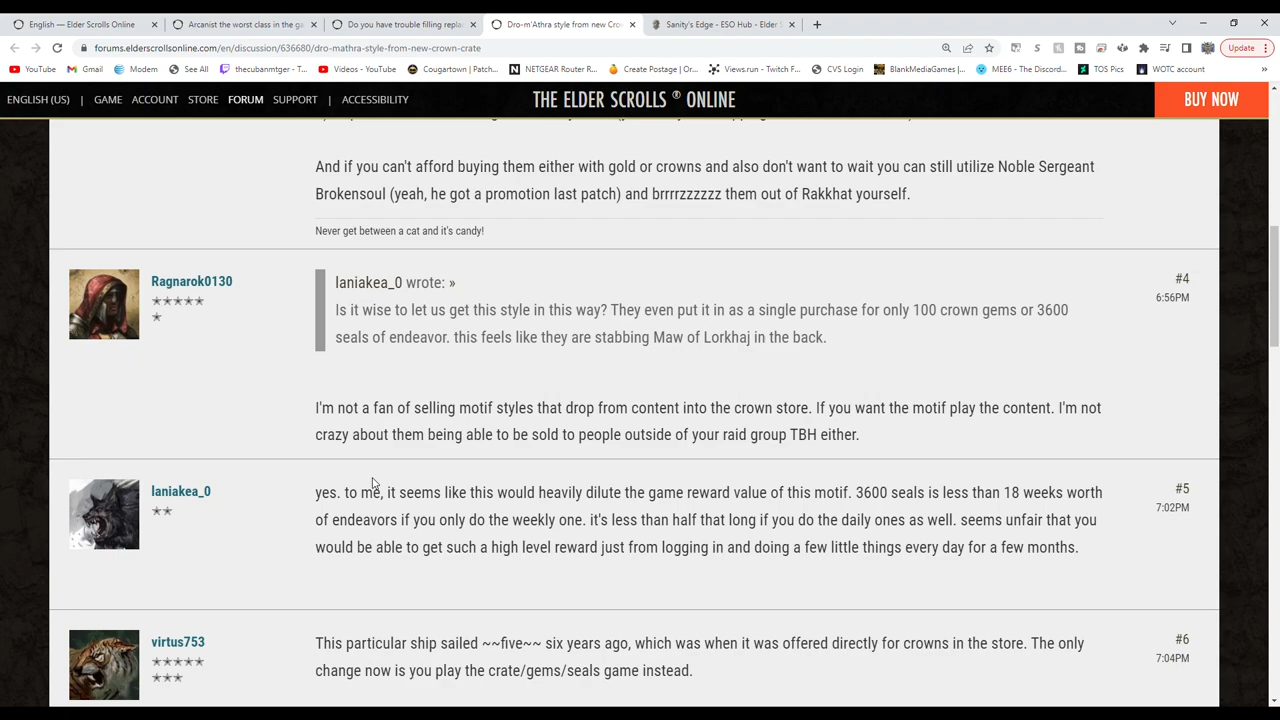 English — Elder Scrolls Online
Arcanist the worst class in the ga
Do you have trouble filling repla
Dro-m'Athra style from new Cro
Sanity's Edge - ESO Hub - Elder S
forums.elderscrollsonline.com/en/discussion/636680/dro-mathra-style-from-new-crown-crate
Update
YouTube
Gmail
Modem
See All
thecubanmtger - T...
Videos - YouTube
Cougartown | Patch...
NETGEAR Router R...
Create Postage | Or...
Views.run - Twitch F...
CVS Login
BlankMediaGames |...
MEE6 - The Discord...
TOS Pics
WOTC account
»
ENGLISH (US) | GAME ACCOUNT STORE FORUM SUPPORT | ACCESSIBILITY
THE ELDER SCROLLS ® ONLINE
BUY NOW
And if you can't afford buying them either with gold or crowns and also don't want to wait you can still utilize Noble Sergeant
Brokensoul (yeah, he got a promotion last patch) and brrrrzzzzzz them out of Rakkhat yourself.
Never get between a cat and it's candy!
Ragnarok0130
laniakea_0 wrote: »
#4
6:56PM
Is it wise to let us get this style in this way? They even put it in as a single purchase for only 100 crown gems or 3600
seals of endeavor. this feels like they are stabbing Maw of Lorkhaj in the back.
I'm not a fan of selling motif styles that drop from content into the crown store. If you want the motif play the content. I'm not
crazy about them being able to be sold to people outside of your raid group TBH either.
laniakea_0
#5
7:02PM
yes. to me, it seems like this would heavily dilute the game reward value of this motif. 3600 seals is less than 18 weeks worth
of endeavors if you only do the weekly one. it's less than half that long if you do the daily ones as well. seems unfair that you
would be able to get such a high level reward just from logging in and doing a few little things every day for a few months.
virtus753
#6
7:04PM
This particular ship sailed ~~five~~ six years ago, which was when it was offered directly for crowns in the store. The only
change now is you play the crate/gems/seals game instead.